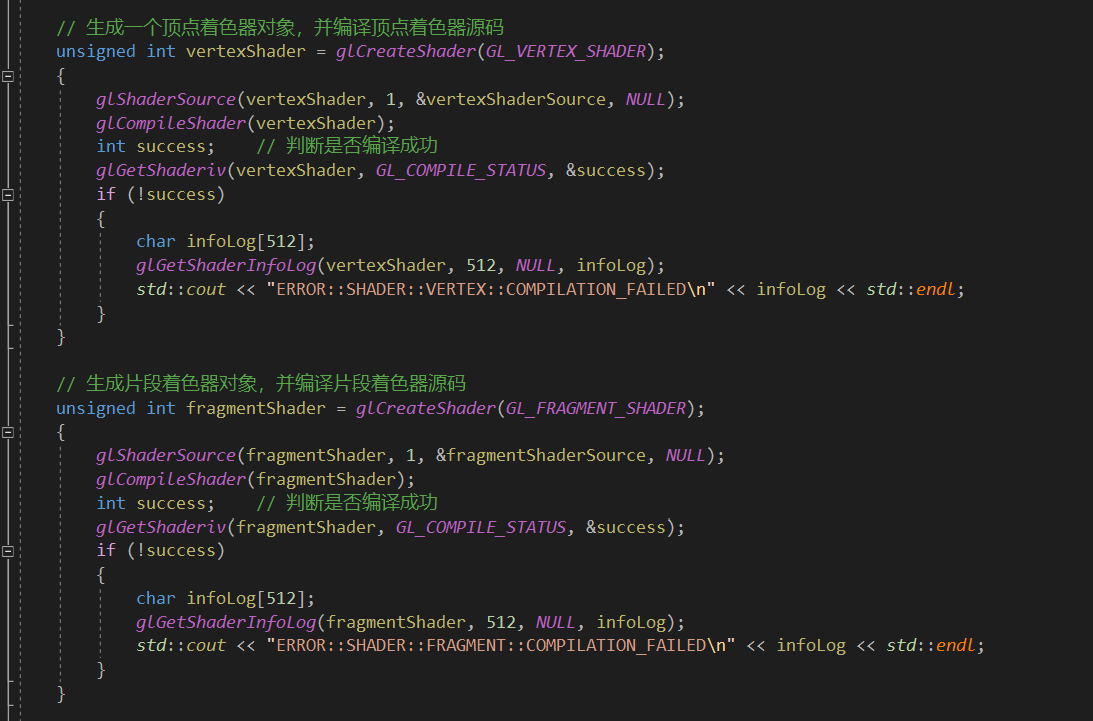 // 生成一个顶点着色器对象，并编译顶点着色器源码
unsigned int vertexShader = glCreateShader(GL_VERTEX_SHADER);
{
glShaderSource(vertexShader, 1, &vertexShaderSource, NULL);
glCompileShader(vertexShader);
int success;    // 判断是否编译成功
glGetShaderiv(vertexShader, GL_COMPILE_STATUS, &success);
if (!success)
{
char infoLog[512];
glGetShaderInfoLog(vertexShader, 512, NULL, infoLog);
std::cout << "ERROR::SHADER::VERTEX::COMPILATION_FAILED\n" << infoLog << std::endl;
}
}
// 生成片段着色器对象，并编译片段着色器源码
unsigned int fragmentShader = glCreateShader(GL_FRAGMENT_SHADER);
{
glShaderSource(fragmentShader, 1, &fragmentShaderSource, NULL);
glCompileShader(fragmentShader);
int success;    // 判断是否编译成功
glGetShaderiv(fragmentShader, GL_COMPILE_STATUS, &success);
if (!success)
{
char infoLog[512];
glGetShaderInfoLog(fragmentShader, 512, NULL, infoLog);
std::cout << "ERROR::SHADER::FRAGMENT::COMPILATION_FAILED\n" << infoLog << std::endl;
}
}